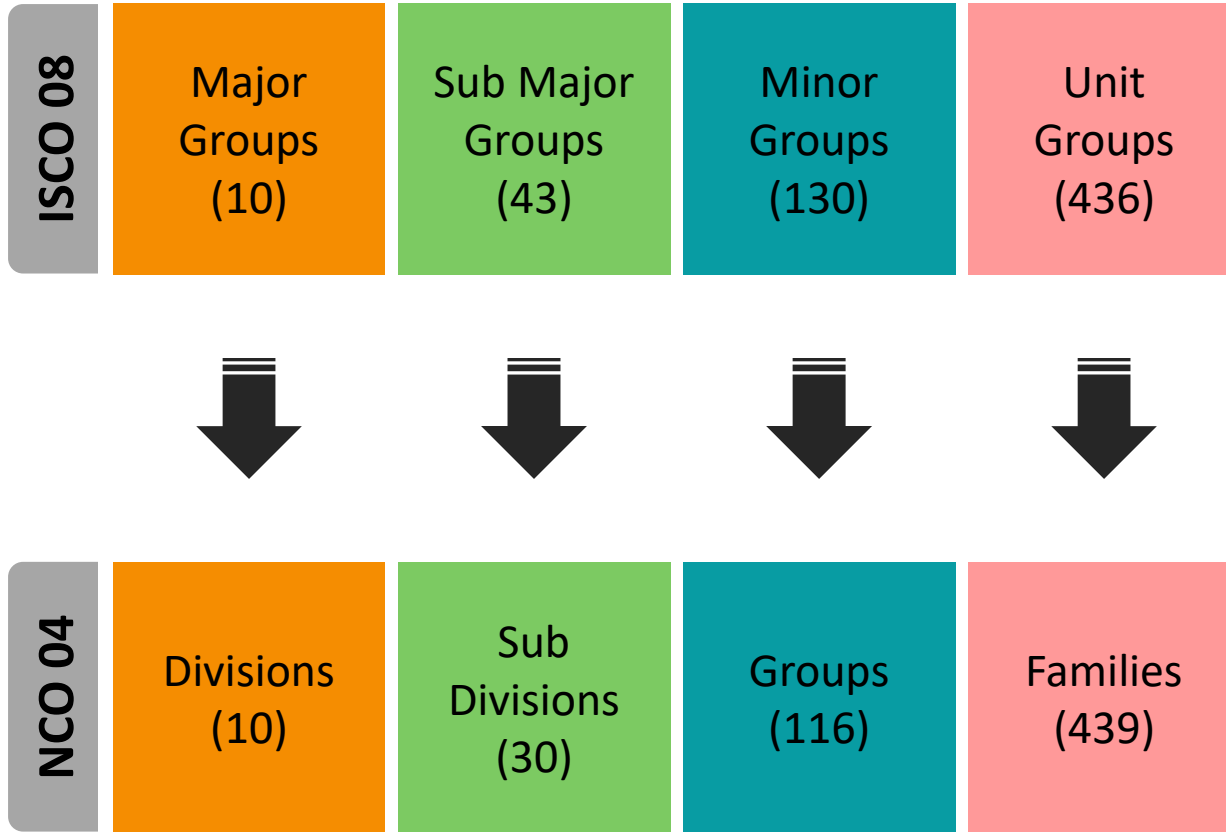 ISCO 08
Major
Groups
(10)
Sub Major
Groups
(43)
Minor
Groups
(130)
Unit
Groups
(436)
NCO 04
Divisions
(10)
Sub
Divisions
(30)
Groups
(116)
Families
(439)